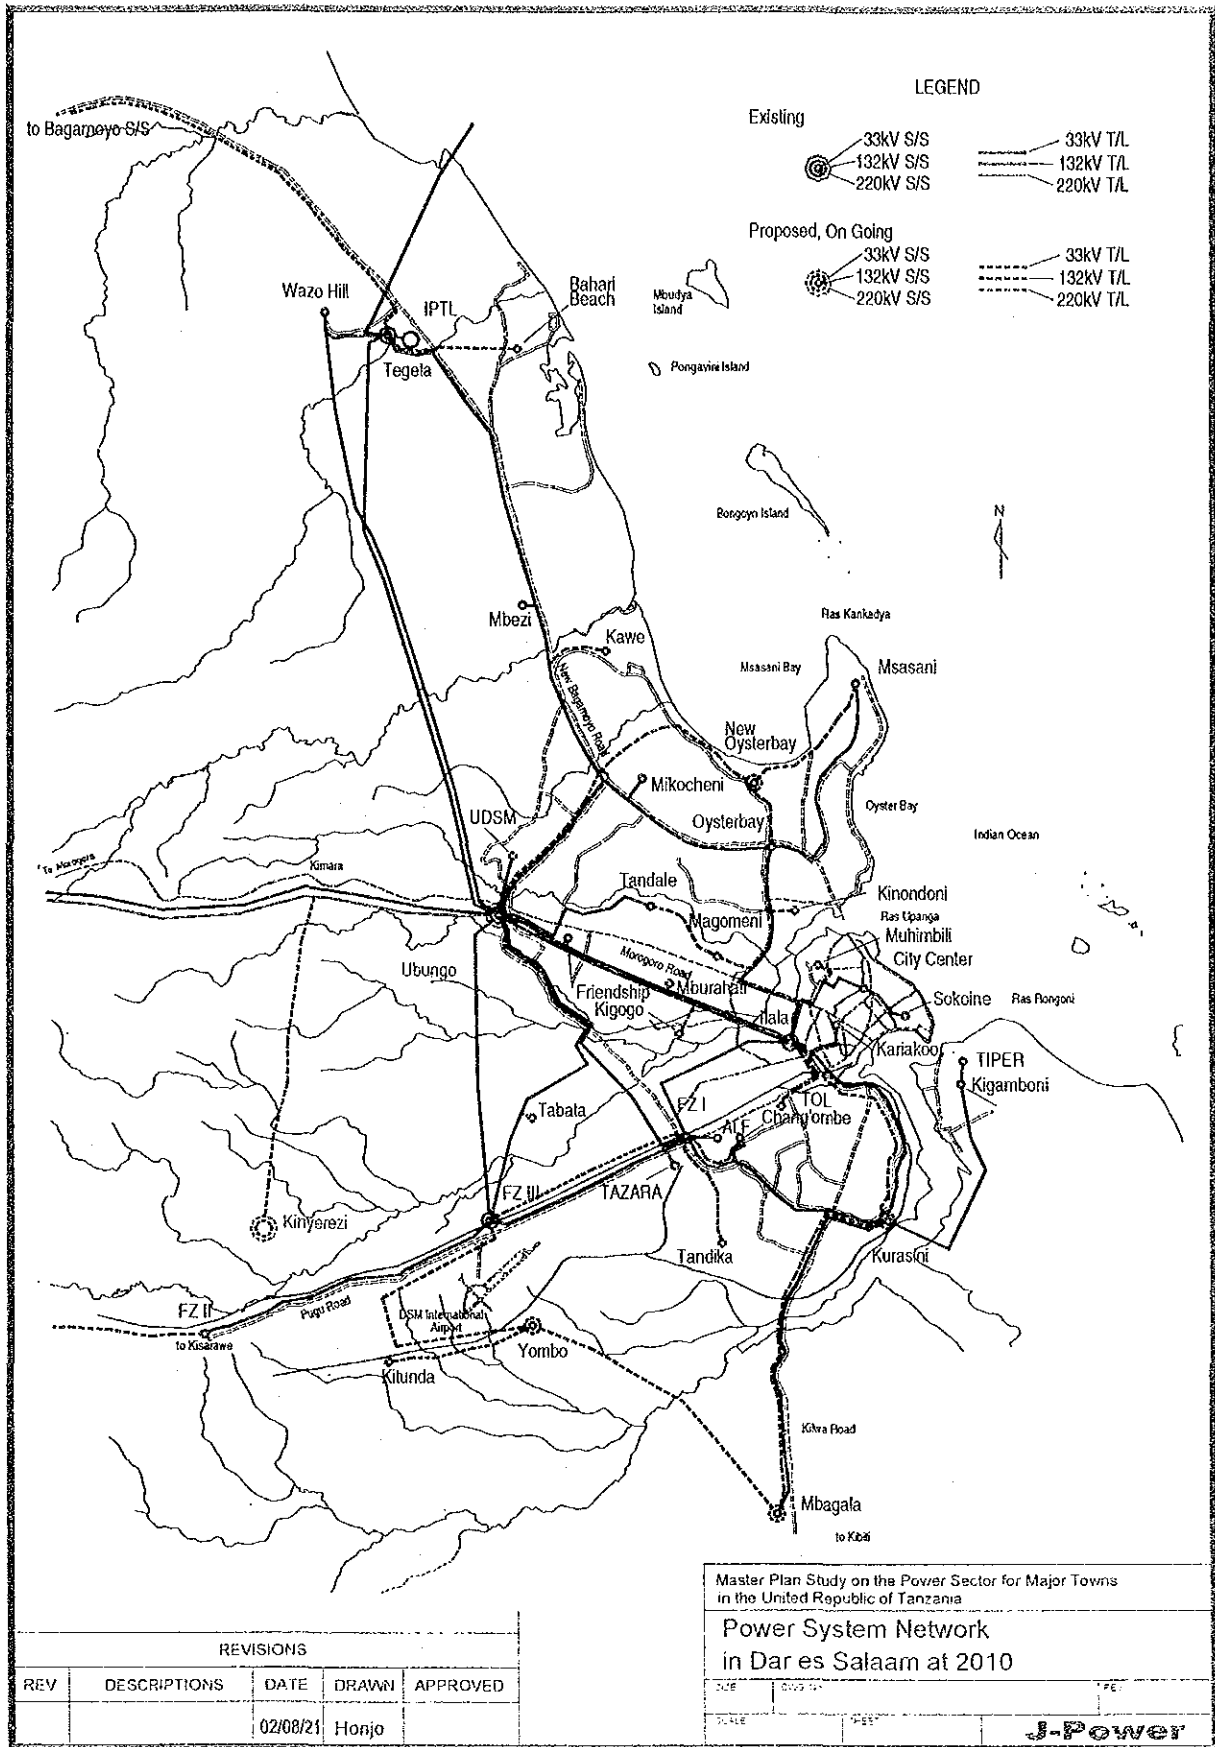 LEGEND
Existing
33kV S/S
132kV S/S
220kV S/S
33kV T/L
132kV T/L
220kV T/L
Proposed, On Going
33kV S/S
132kV S/S
220kV S/S
33kV T/L
132kV T/L
220kV T/L
to Bagamoyo S/S
Wazo Hill
IPTL
Tegeta
Bahari
Beach
Mbudya
Island
Pongavini Island
Bongoyo Island
N
Mbezi
Kawe
Ras Kankadya
Msasani Bay
Msasani
New Bagamoyo Road
New
Oysterbay
Mikocheni
Oysterbay
Oyster Bay
Indian Ocean
UDSM
To Morogoro
Kimara
Tandale
Kinondoni
Magomeni
Ras Upanga
Muhimbili
City Center
Ubungo
Morogoro Road
Friendship
Mburahati
Kigogo
Ilala
Sokoine
Ras Rongoni
Kariakoo
TIPER
Kigamboni
Tabata
FZ I
TOL
Chang'ombe
ALF
FZ III
TAZARA
Kinyerezi
Tandika
Kurasini
FZ II
Pugu Road
to Kisarawe
DSM International
Airport
Yombo
Kitunda
Kilwa Road
Mbagala
to Kibiti
Master Plan Study on the Power Sector for Major Towns
in the United Republic of Tanzania
Power System Network
in Dar es Salaam at 2010
REVISIONS
REV DESCRIPTIONS DATE DRAWN APPROVED
02/08/21 Honjo
SCALE
J-Power